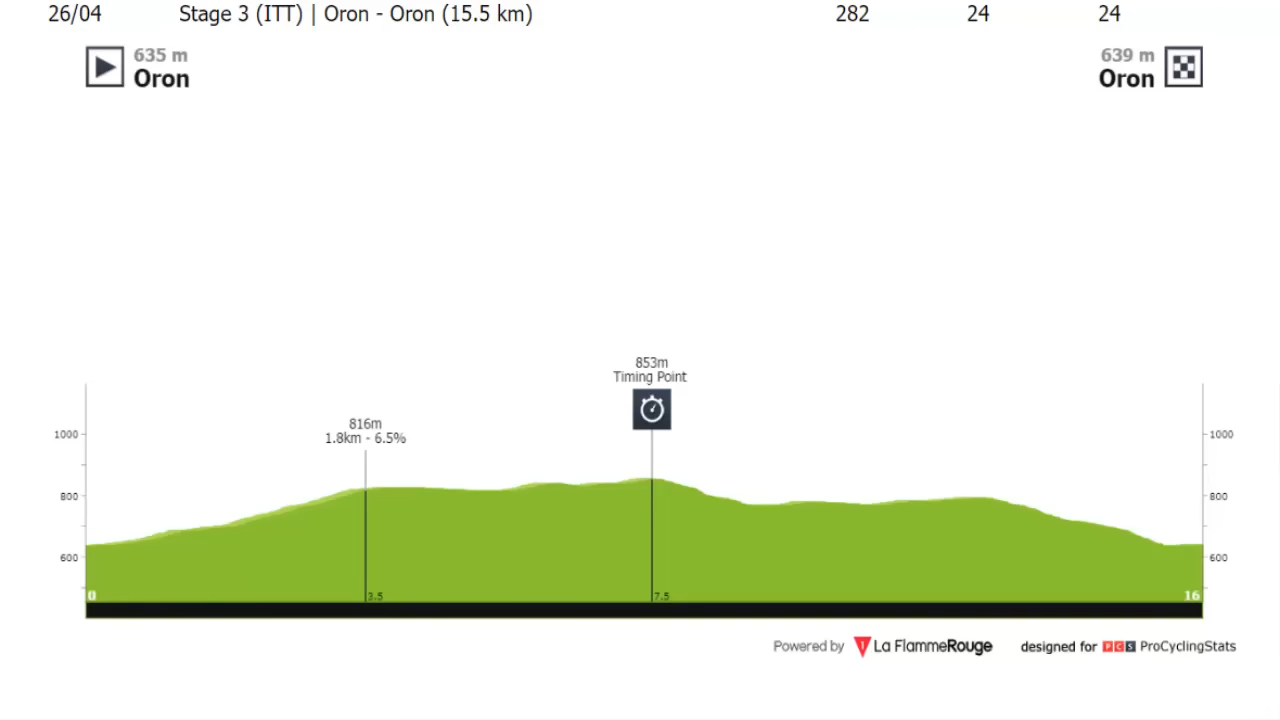 26/04 Stage 3 (ITT) | Oron - Oron (15.5 km) 282 24 24
635 m
Oron
639 m
Oron
853m
Timing Point
816m
1.8km - 6.5%
1000
800
600
1000
800
600
0
3.5
7.5
16
Powered by 1 La FlammeRouge designed for PCS ProCyclingStats